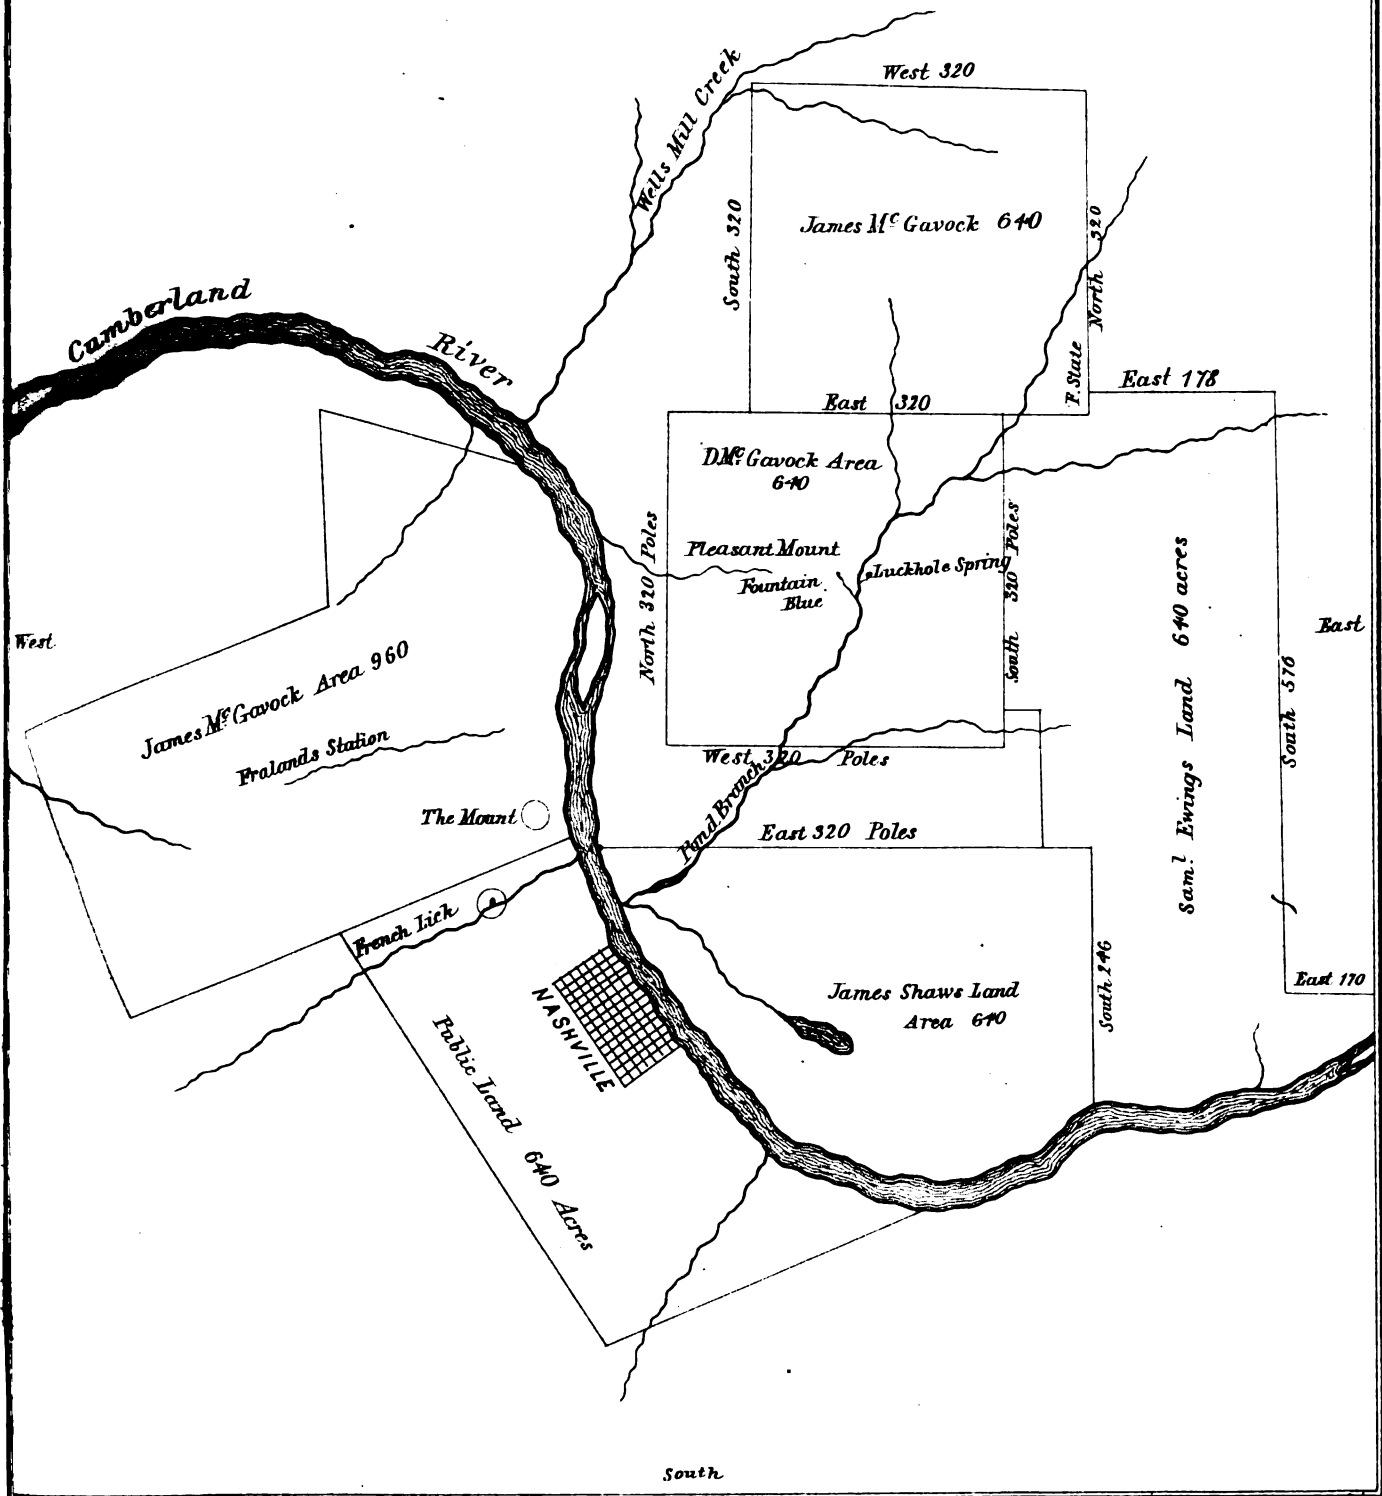 West 320
Wells Mill Creek
James Mc. Gavock 640
South 320
North 320
F. State
Cumberland
River
East 178
East 320
D. Mc. Gavock Area
640
Pleasant Mount
Fountain
Blue
Luckhole Spring
North 320 Poles
South 320 Poles
Sam.l Ewings Land 640 acres
West
East
South 576
James Mc. Gavock Area 960
Fralands Station
West 320 Poles
The Mount
Pond Branch
East 320 Poles
French Lick
NASHVILLE
James Shaws Land
Area 640
South 246
East 170
Public Land 640 Acres
South